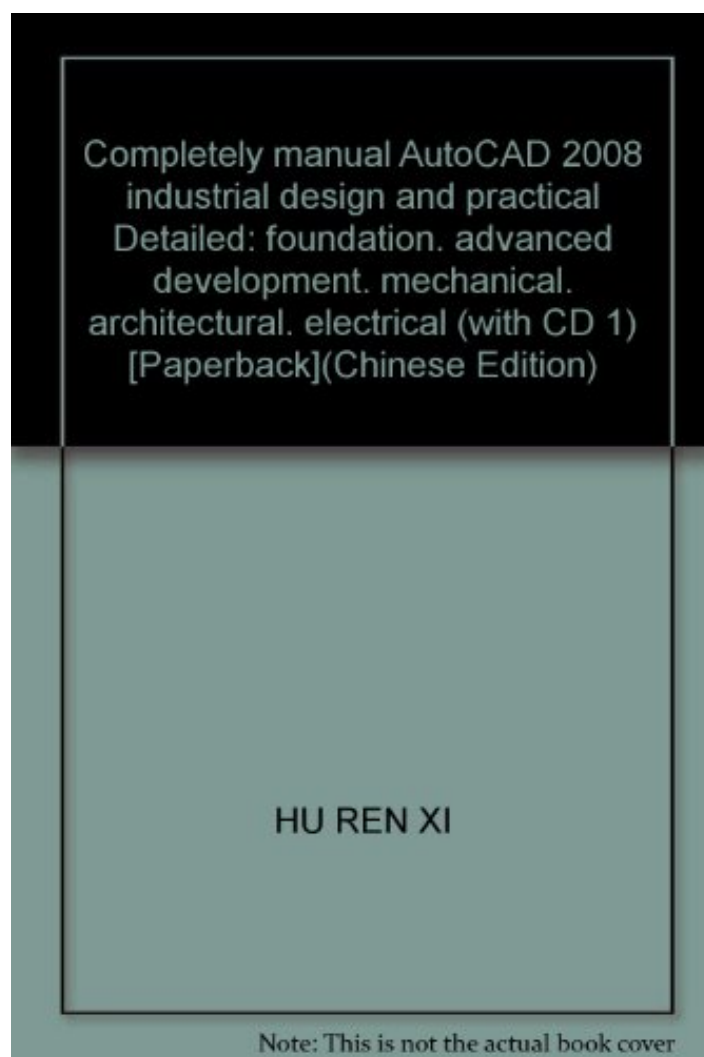 Completely manual AutoCAD 2008
industrial design and practical
Detailed: foundation. advanced
development. mechanical.
architectural. electrical (with CD 1)
[Paperback](Chinese Edition)
HU REN XI
Note: This is not the actual book cover